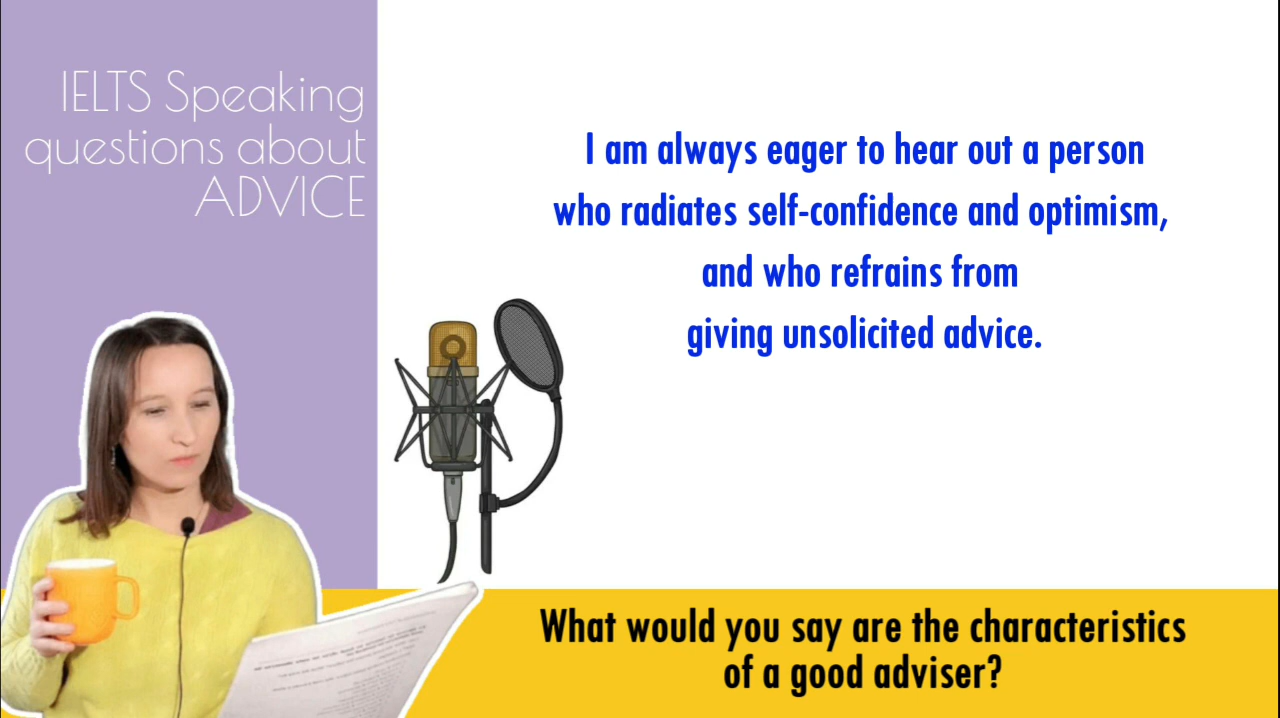 IELTS Speaking
questions about
ADVICE
I am always eager to hear out a person
who radiates self-confidence and optimism,
and who refrains from
giving unsolicited advice.
What would you say are the characteristics
of a good adviser?